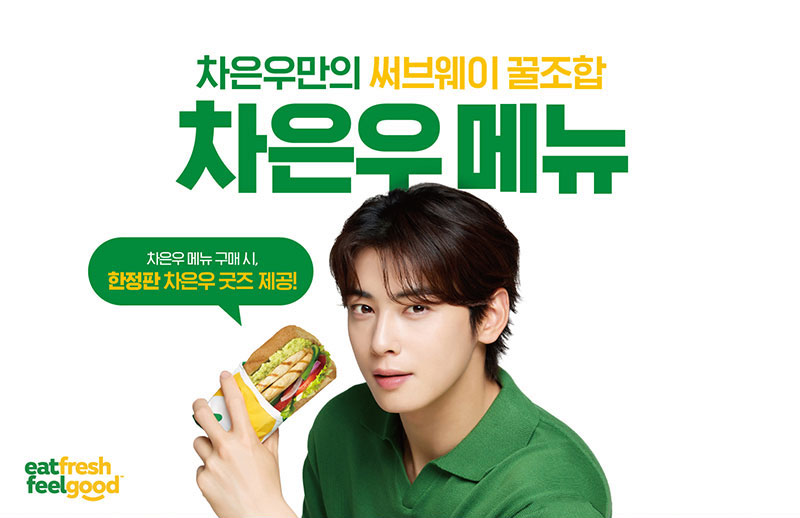 차은우만의 써브웨이 꿀조합
차은우 메뉴
차은우 메뉴 구매 시,
한정판 차은우 굿즈 제공!
eatfresh
feelgood